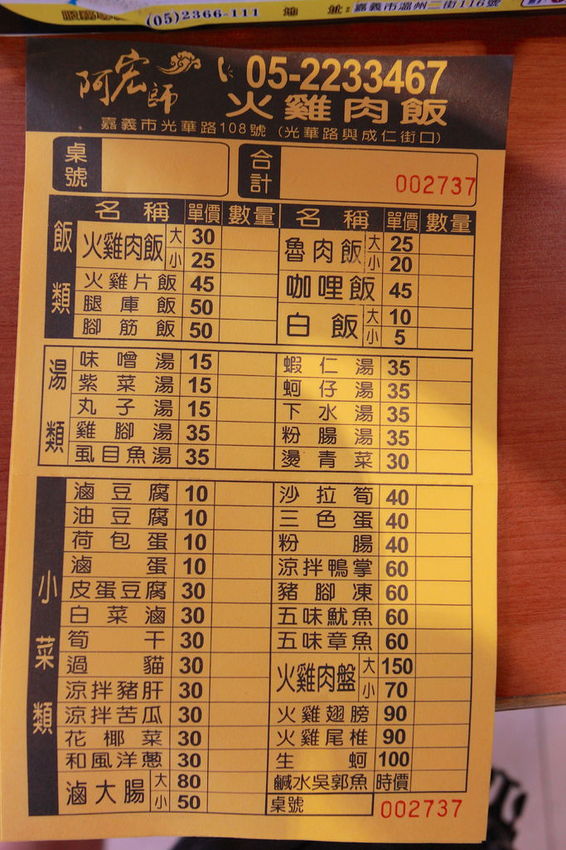 (05)2366-111 地 址:嘉義市溫州二街116號
阿宏師 05-2233467
火雞肉飯
嘉義市光華路108號 (光華路與成仁街口)
桌號 合計 002737
名稱 單價 數量 名稱 單價 數量
飯類
火雞肉飯 大 30
小 25
火雞片飯 45
腿庫飯 50
腳筋飯 50
魯肉飯 大 25
小 20
咖哩飯 45
白飯 大 10
小 5
湯類
味噌湯 15
紫菜湯 15
丸子湯 15
雞腳湯 35
虱目魚湯 35
蝦仁湯 35
蚵仔湯 35
下水湯 35
粉腸湯 35
燙青菜 30
小菜類
滷豆腐 10
油豆腐 10
荷包蛋 10
滷蛋 10
皮蛋豆腐 30
白菜滷 30
筍干 30
過貓 30
涼拌豬肝 30
涼拌苦瓜 30
花椰菜 30
和風洋蔥 30
滷大腸 大 80
小 50
沙拉筍 40
三色蛋 40
粉腸 40
涼拌鴨掌 60
豬腳凍 60
五味魷魚 60
五味章魚 60
火雞肉盤 大 150
小 70
火雞翅膀 90
火雞尾椎 90
生蚵 100
鹹水吳郭魚 時價
桌號 002737